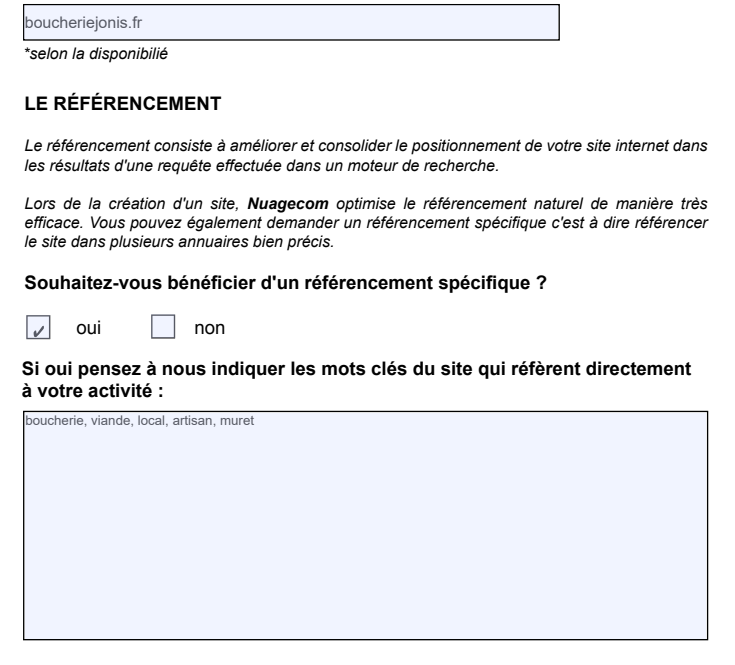 boucheriejonis.fr
*selon la disponibilié
LE RÉFÉRENCEMENT
Le référencement consiste à améliorer et consolider le positionnement de votre site internet dans
les résultats d'une requête effectuée dans un moteur de recherche.
Lors de la création d'un site, Nuagecom optimise le référencement naturel de manière très
efficace. Vous pouvez également demander un référencement spécifique c'est à dire référencer
le site dans plusieurs annuaires bien précis.
Souhaitez-vous bénéficier d'un référencement spécifique ?
oui non
Si oui pensez à nous indiquer les mots clés du site qui réfèrent directement
à votre activité :
boucherie, viande, local, artisan, muret